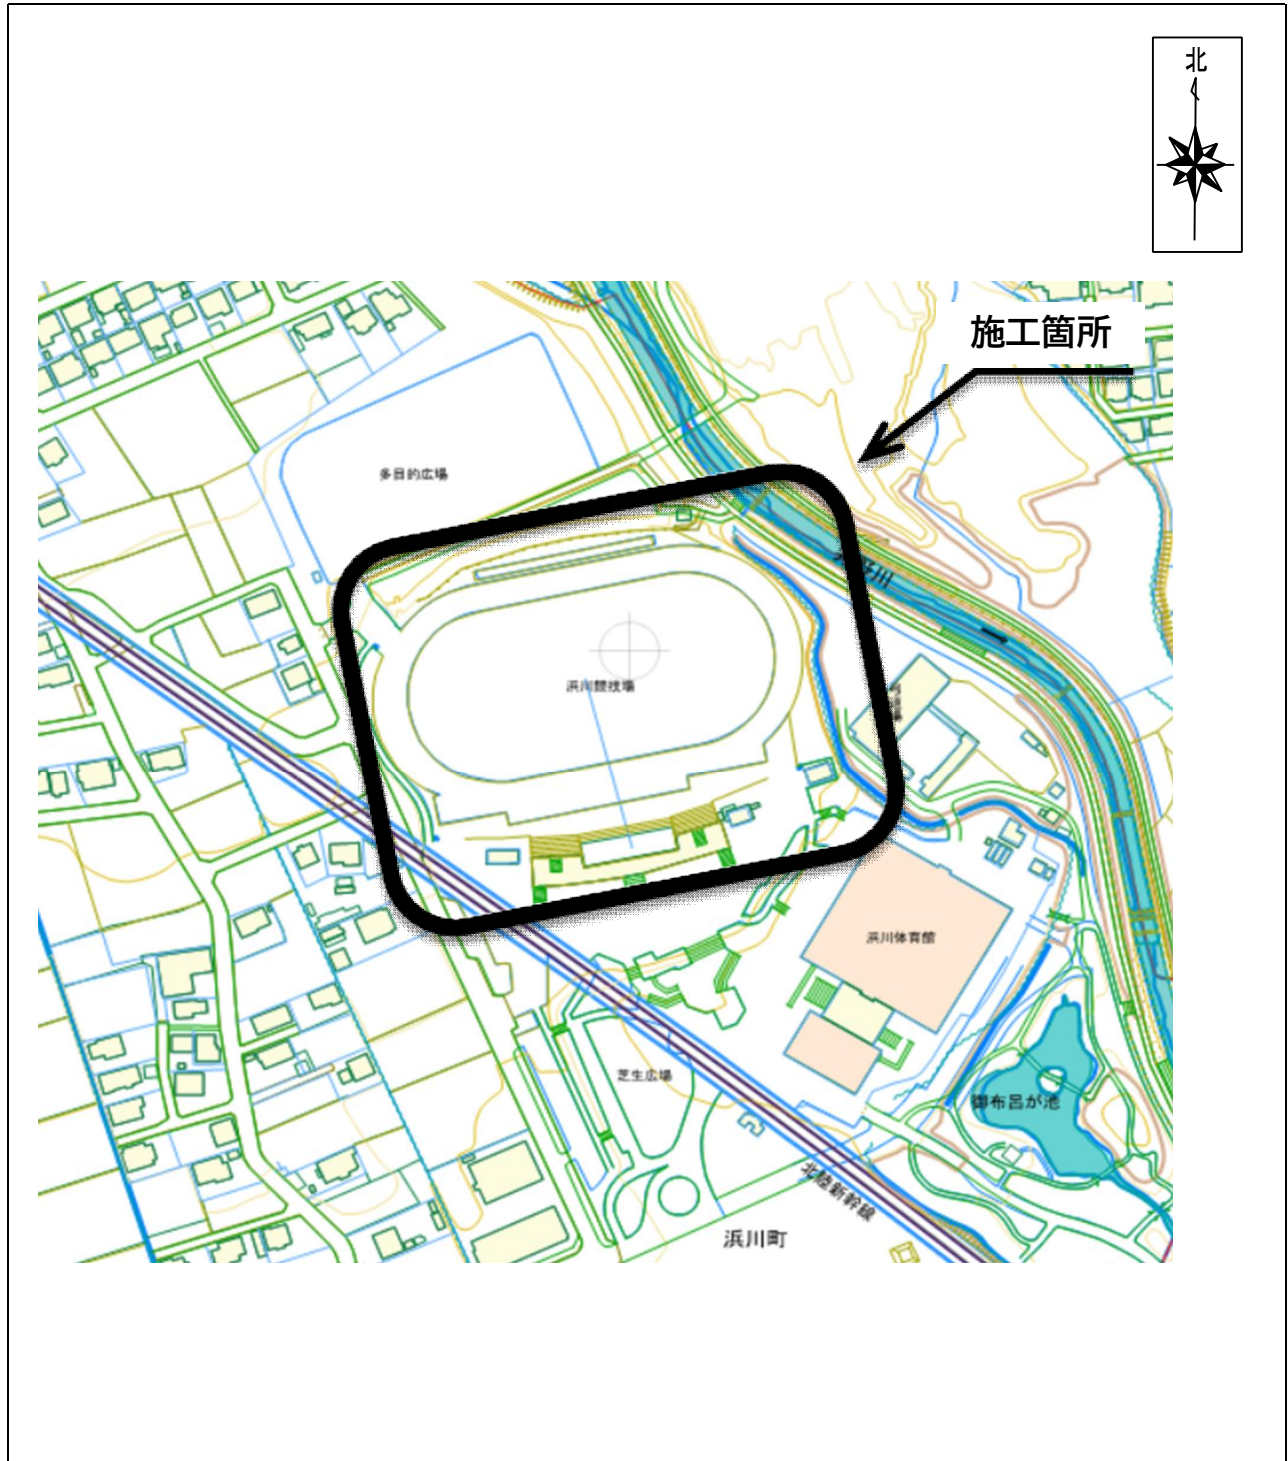 北
施工箇所
多目的広場
浜川競技場
浜川体育館
芝生広場
御布呂が池
北陸新幹線
浜川町